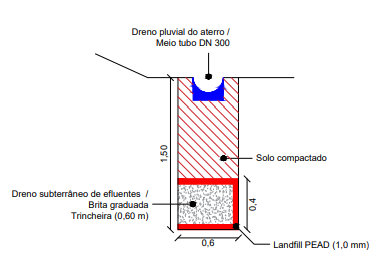 Dreno pluvial do aterro /
Meio tubo DN 300
1,50
Solo compactado
Dreno subterrâneo de efluentes /
Brita graduada
Trincheira (0,60 m)
0,4
0,6
Landfill PEAD (1,0 mm)